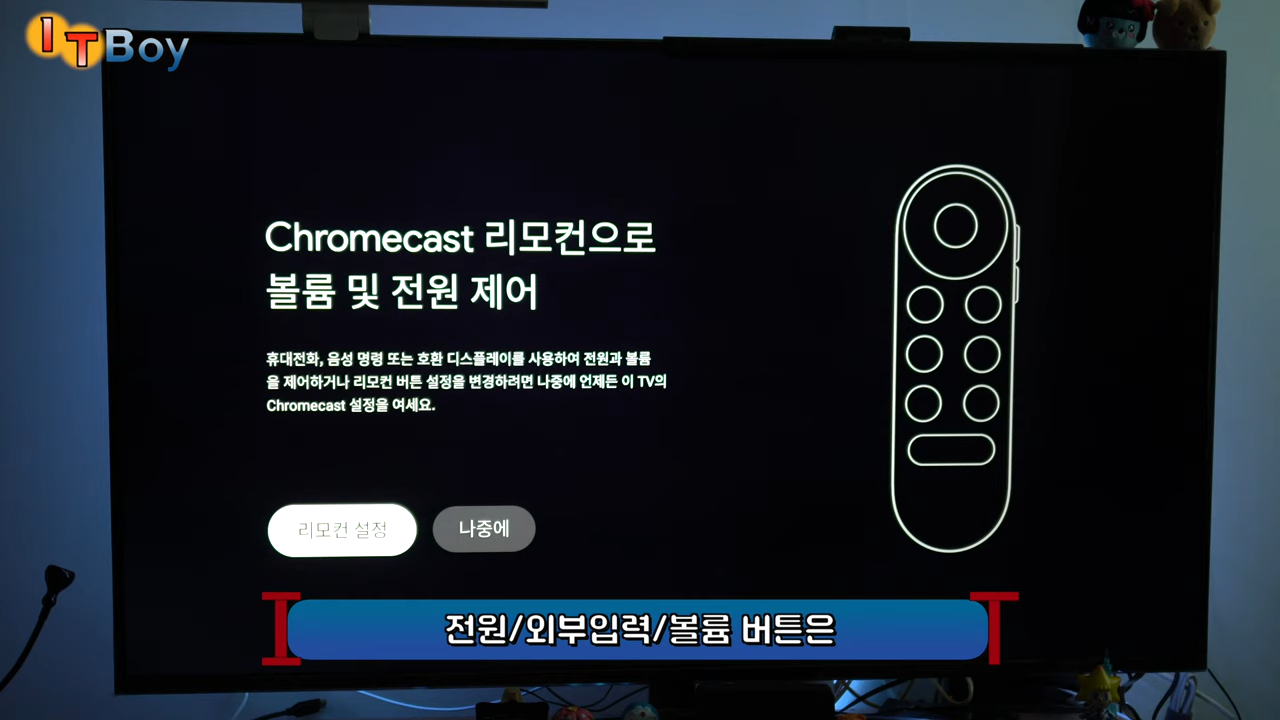 ITBoy
Chromecast 리모컨으로
볼륨 및 전원 제어
휴대전화, 음성 명령 또는 호환 디스플레이를 사용하여 전원과 볼륨
을 제어하거나 리모컨 버튼 설정을 변경하려면 나중에 언제든 이 TV의
Chromecast 설정을 여세요.
리모컨 설정
나중에
전원/외부입력/볼륨 버튼은